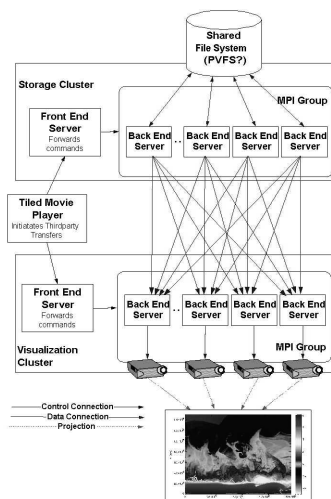 Shared
File System
(PVFS?)
Storage Cluster
MPI Group
Front End
Server
Forwards
commands
Back End
Server
..
Back End
Server
Back End
Server
Back End
Server
Tiled Movie
Player
Initiatates Thirdparty
Transfers
Front End
Server
Forwards
commands
Back End
Server
..
Back End
Server
Back End
Server
Back End
Server
Visualization
Cluster
MPI Group
Control Connection
Data Connection
Projection